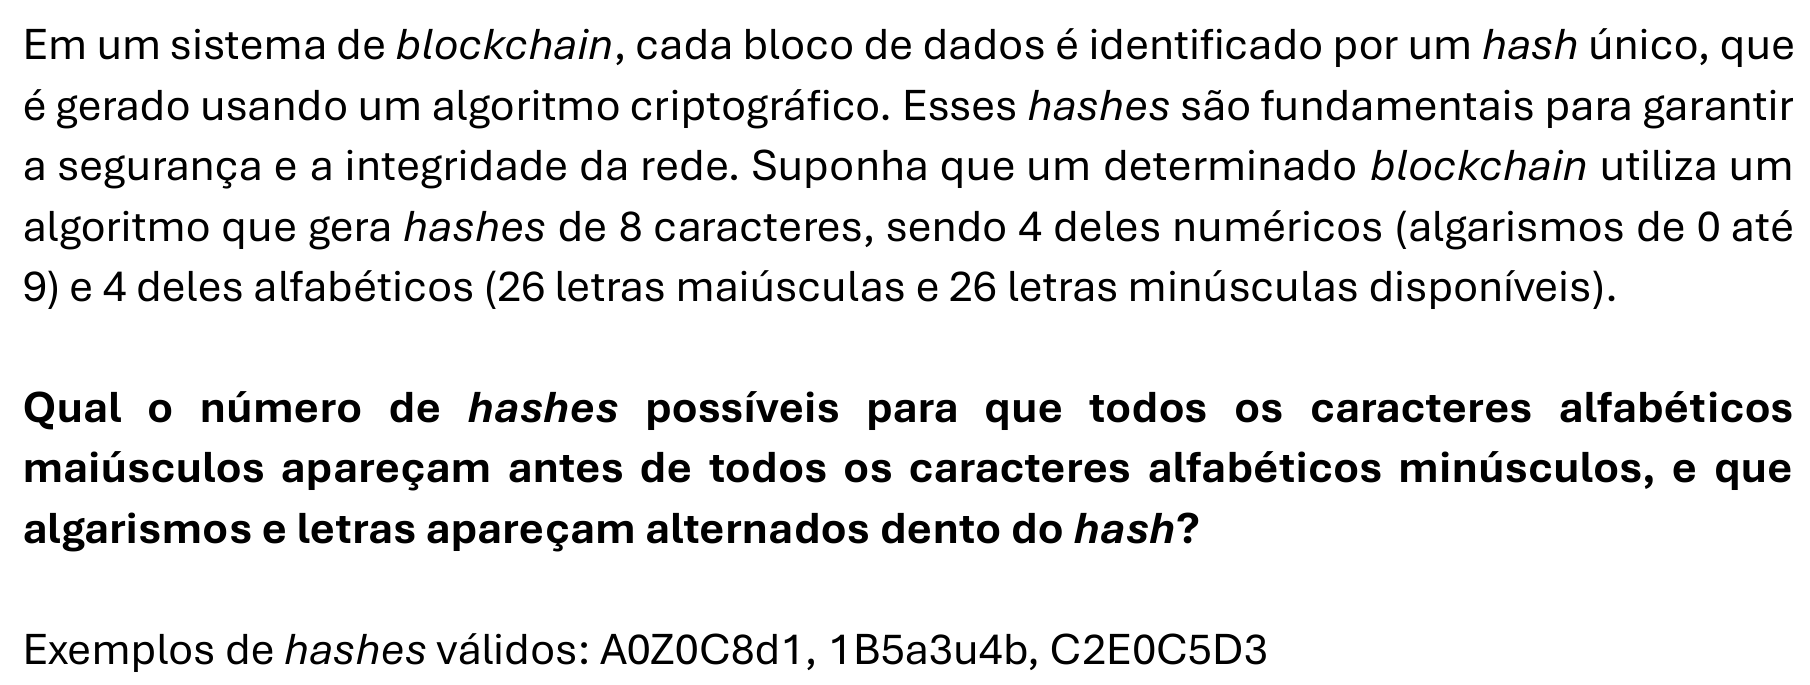 Em um sistema de blockchain, cada bloco de dados é identificado por um hash único, que
é gerado usando um algoritmo criptográfico. Esses hashes são fundamentais para garantir
a segurança e a integridade da rede. Suponha que um determinado blockchain utiliza um
algoritmo que gera hashes de 8 caracteres, sendo 4 deles numéricos (algarismos de 0 até
9) e 4 deles alfabéticos (26 letras maiúsculas e 26 letras minúsculas disponíveis).
Qual o número de hashes possíveis para que todos os caracteres alfabéticos
maiúsculos apareçam antes de todos os caracteres alfabéticos minúsculos, e que
algarismos e letras apareçam alternados dento do hash?
Exemplos de hashes válidos: A0Z0C8d1, 1B5a3u4b, C2E0C5D3